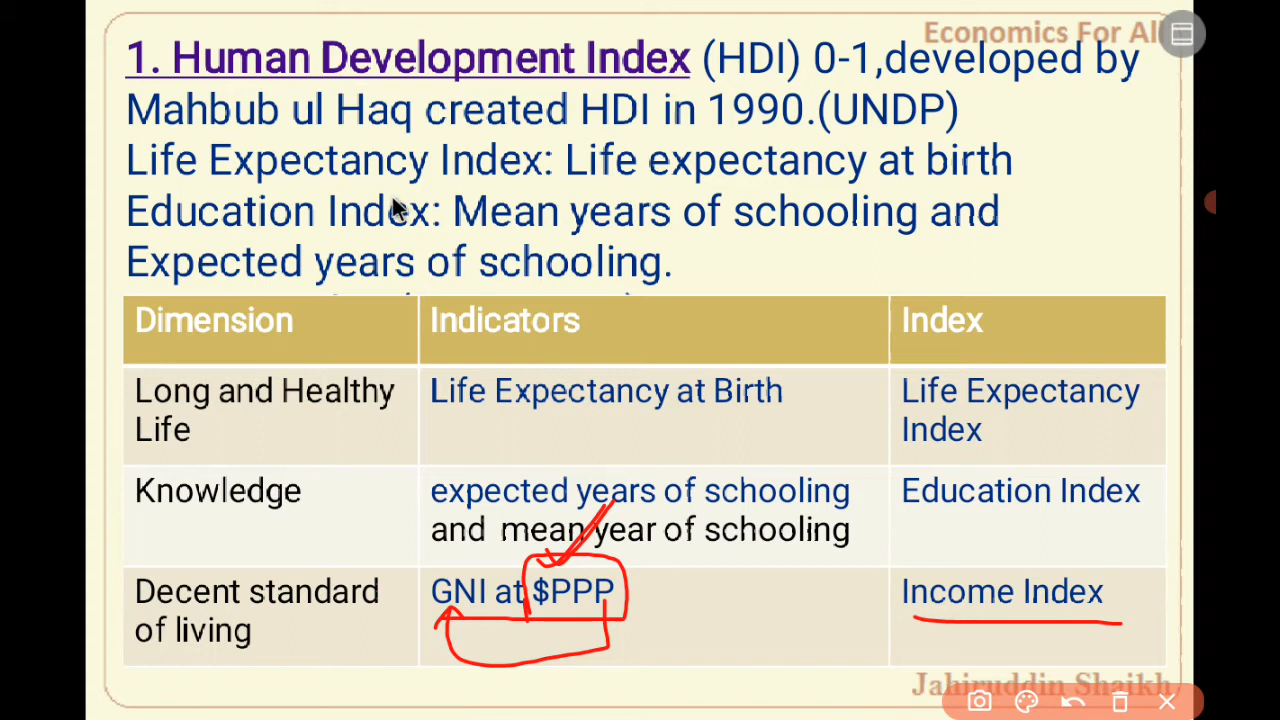 Economics For All
1. Human Development Index (HDI) 0-1,developed by
Mahbub ul Haq created HDI in 1990.(UNDP)
Life Expectancy Index: Life expectancy at birth
Education Index: Mean years of schooling and
Expected years of schooling.
Dimension Indicators Index
Long and Healthy Life Expectancy at Birth Life Expectancy
Life Index
Knowledge expected years of schooling Education Index
and mean year of schooling
Decent standard GNI at $PPP Income Index
of living
Jahiruddin Shaikh